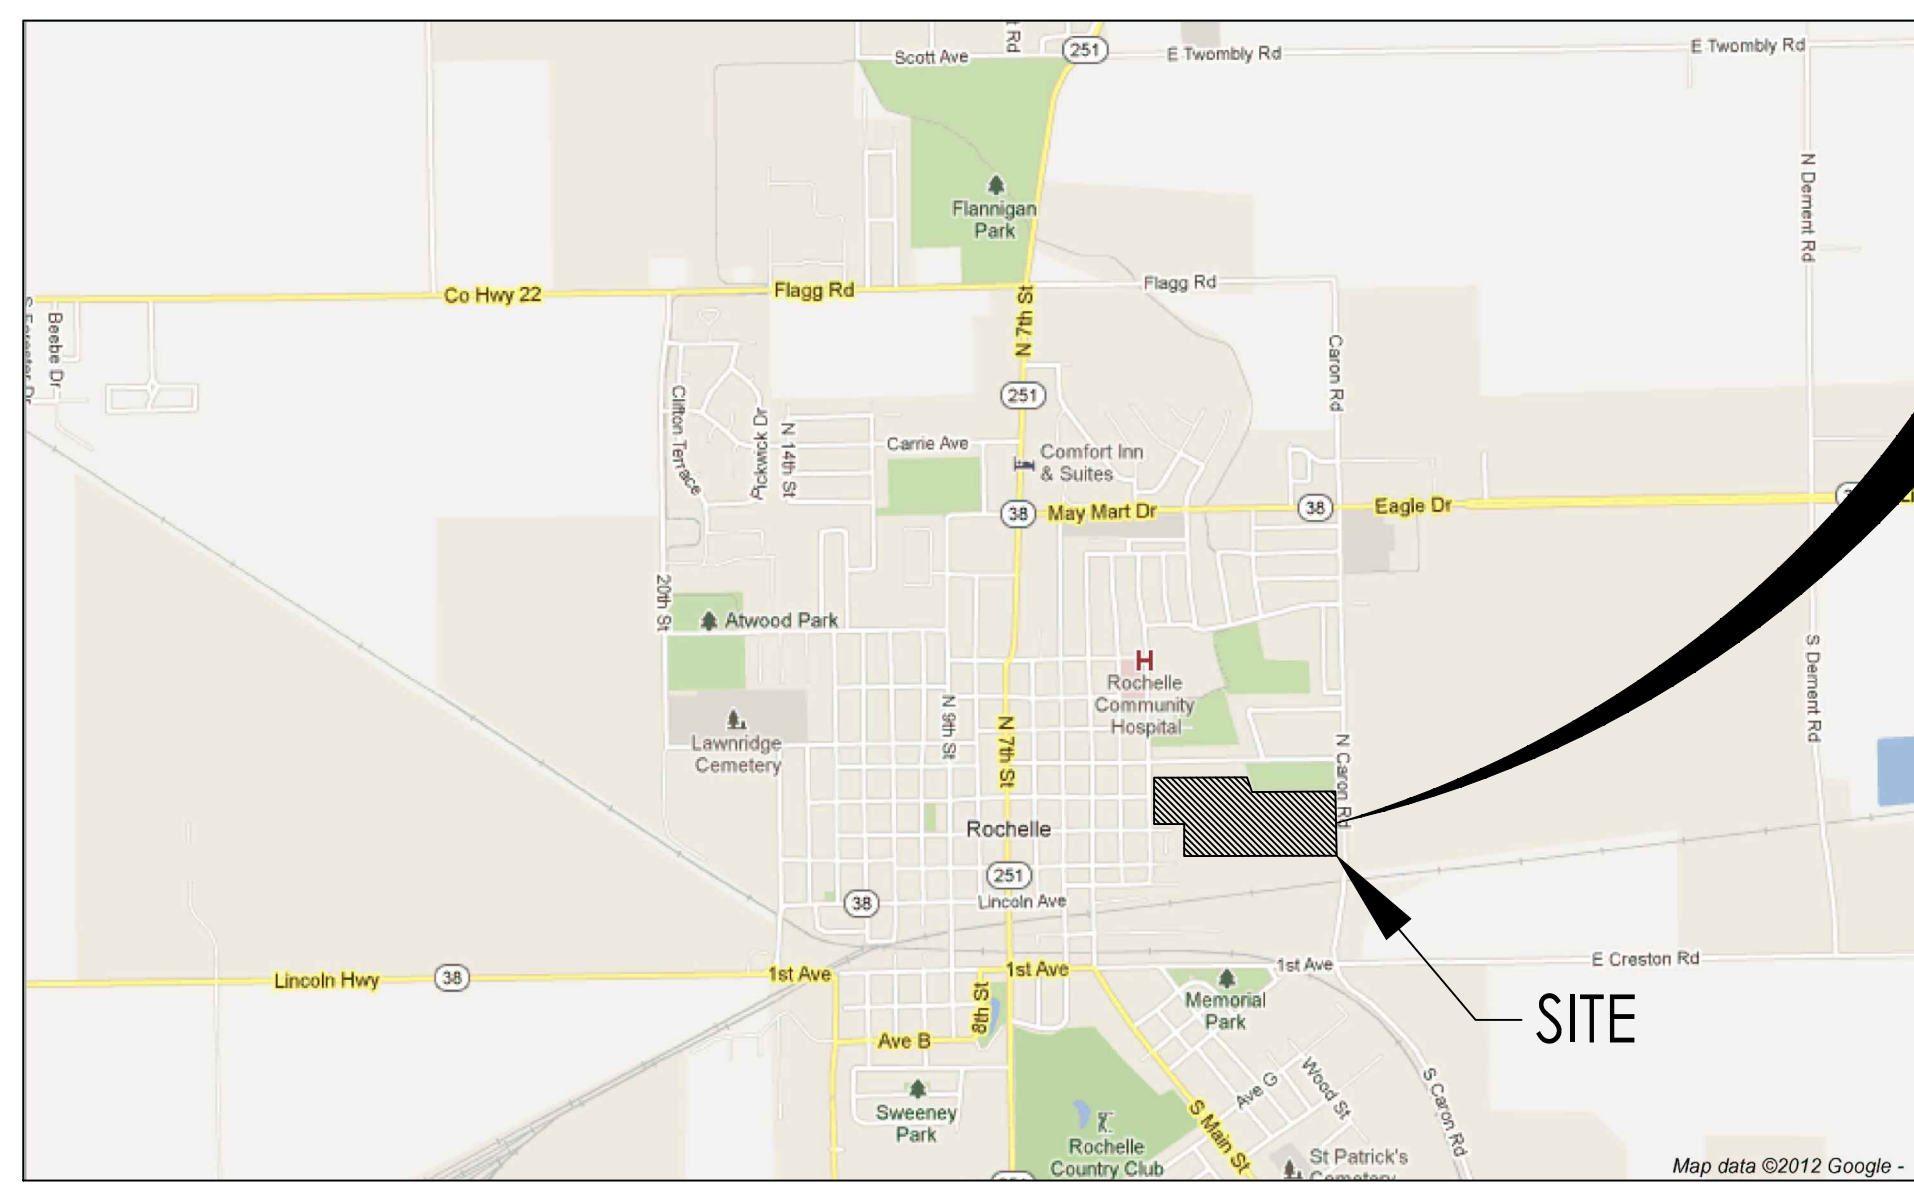 Scott Ave
251
E Twombly Rd
E Twombly Rd
Rd
N Dement Rd
Flannigan
Park
Co Hwy 22
Flagg Rd
Flagg Rd
N 7th St
Beebe Dr
Caron Rd
Clifton Terrace
Pickwick Dr
N 14th St
251
Carrie Ave
Comfort Inn
& Suites
38
May Mart Dr
38
Eagle Dr
20th St
Atwood Park
S Dement Rd
H
Rochelle
Community
Hospital
N 9th St
N 7th St
Lawnridge
Cemetery
N Caron Rd
Rochelle
251
38
Lincoln Ave
Lincoln Hwy
38
1st Ave
1st Ave
1st Ave
E Creston Rd
8th St
Memorial
Park
SITE
Ave B
Ave G
Wood St
S Caron Rd
Sweeney
Park
S Main St
Rochelle
Country Club
St Patrick's
Cemetery
Map data ©2012 Google -